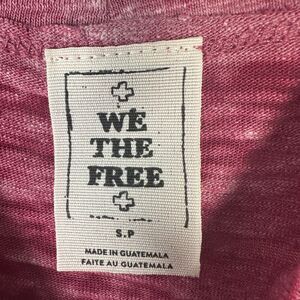 WE
THE
FREE
S.P
MADE IN GUATEMALA
FAITE AU GUATEMALA